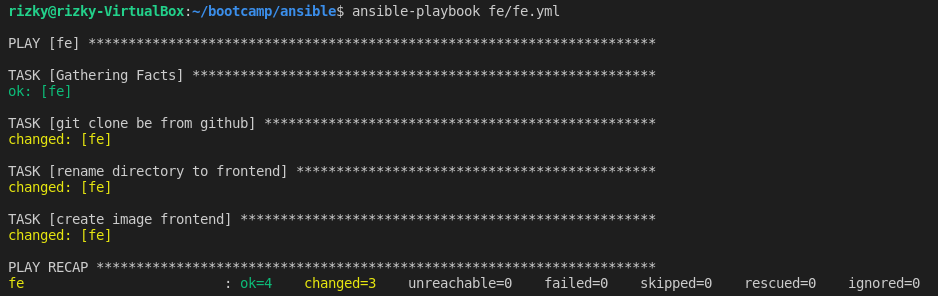 rizky@rizky-VirtualBox:~/bootcamp/ansible$ ansible-playbook fe/fe.yml
PLAY [fe] ***********************************************************************
TASK [Gathering Facts] **********************************************************
ok: [fe]
TASK [git clone be from github] *************************************************
changed: [fe]
TASK [rename directory to frontend] *********************************************
changed: [fe]
TASK [create image frontend] ****************************************************
changed: [fe]
PLAY RECAP **********************************************************************
fe                         : ok=4    changed=3    unreachable=0    failed=0    skipped=0    rescued=0    ignored=0